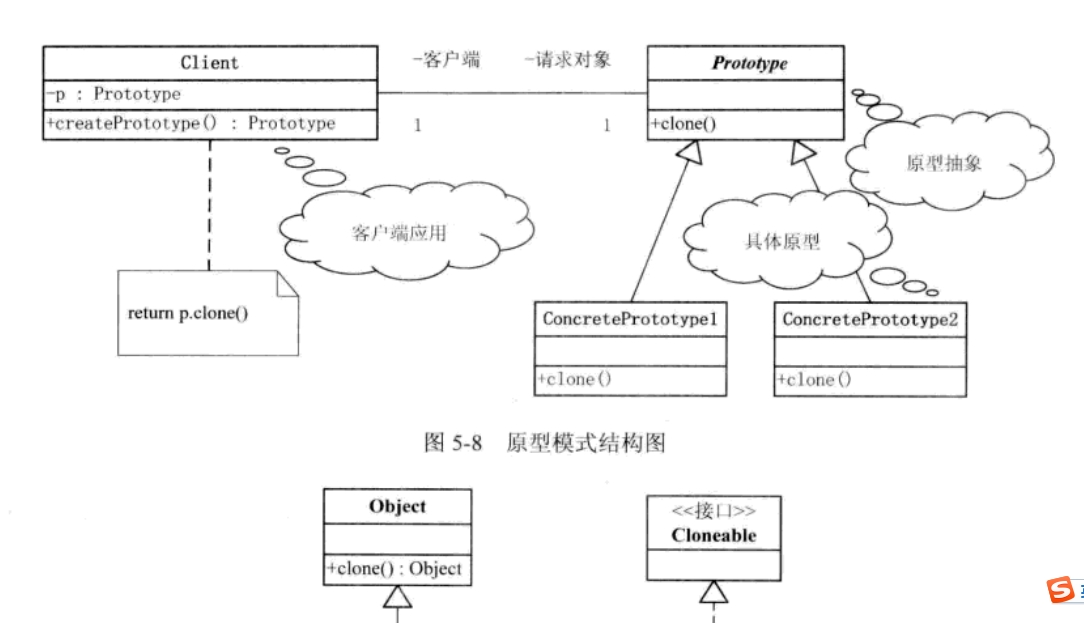 Client
-p : Prototype
+createPrototype() : Prototype
-客户端
-请求对象
1
1
Prototype
+clone()
原型抽象
客户端应用
具体原型
return p.clone()
ConcretePrototype1
+clone()
ConcretePrototype2
+clone()
图 5-8 原型模式结构图
Object
+clone() : Object
<<接口>>
Cloneable
S